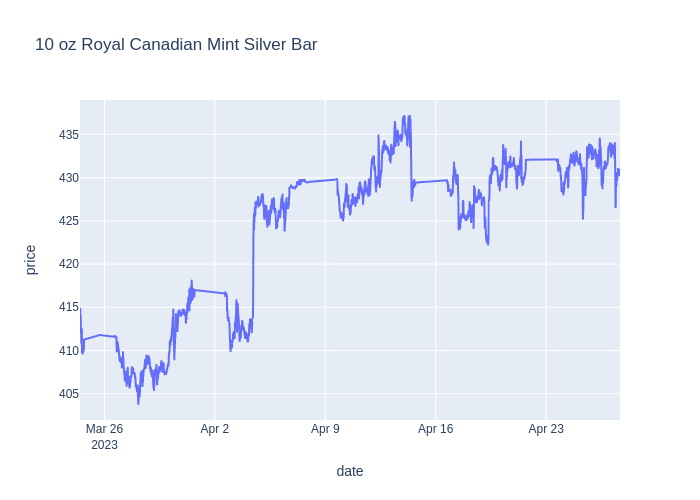 10 oz Royal Canadian Mint Silver Bar
435
430
425
420
415
410
405
price
Mar 26
2023
Apr 2
Apr 9
Apr 16
Apr 23
date